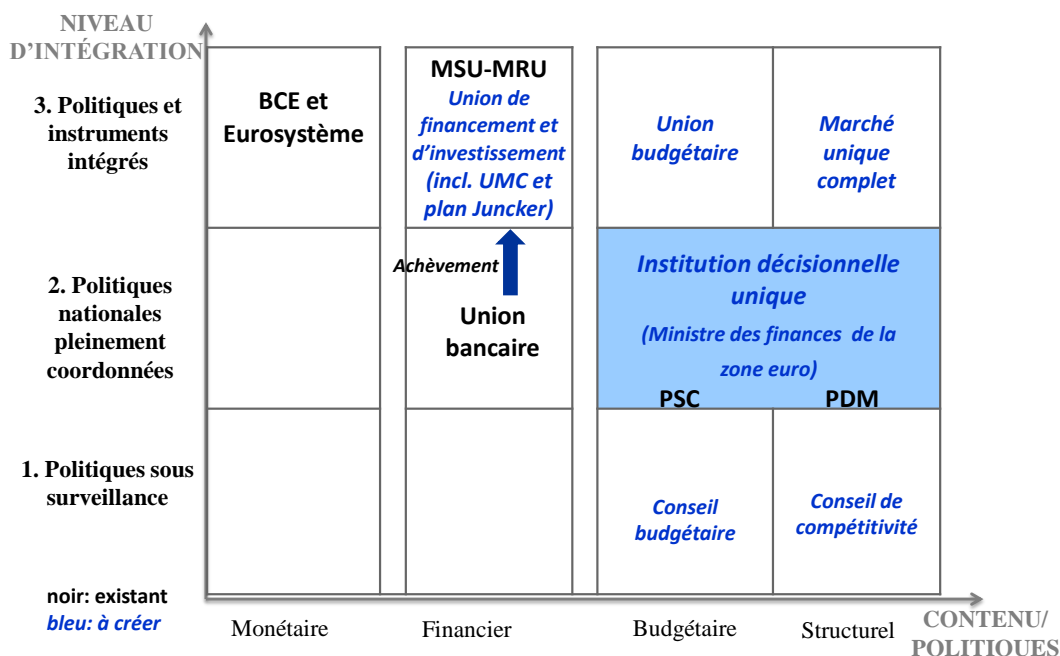 NIVEAU
D'INTÉGRATION
3. Politiques et
instruments
intégrés
BCE et
Eurosystème
MSU-MRU
Union de
financement et
d'investissement
(incl. UMC et
plan Juncker)
Union
budgétaire
Marché
unique
complet
2. Politiques
nationales
pleinement
coordonnées
Achèvement
Union
bancaire
Institution décisionnelle
unique
(Ministre des finances de la
zone euro)
PSC
PDM
1. Politiques sous
surveillance
Conseil
budgétaire
Conseil de
compétitivité
noir: existant
bleu: à créer
Monétaire
Financier
Budgétaire
Structurel
CONTENU/
POLITIQUES